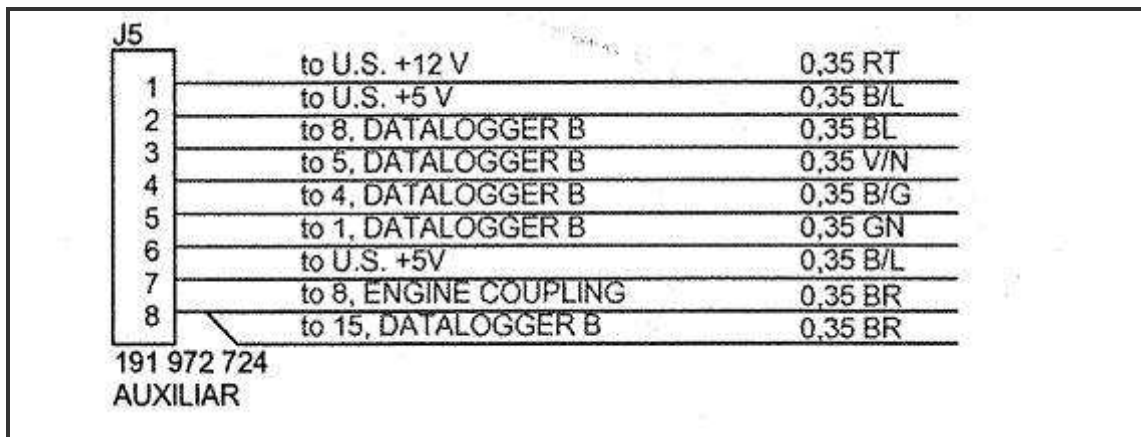 J5
to U.S. +12 V 0,35 RT
1
to U.S. +5 V 0,35 B/L
2
to 8, DATALOGGER B 0,35 BL
3
to 5, DATALOGGER B 0,35 V/N
4
to 4, DATALOGGER B 0,35 B/G
5
to 1, DATALOGGER B 0,35 GN
6
to U.S. +5V 0,35 B/L
7
to 8, ENGINE COUPLING 0,35 BR
8
to 15, DATALOGGER B 0,35 BR
191 972 724
AUXILIAR